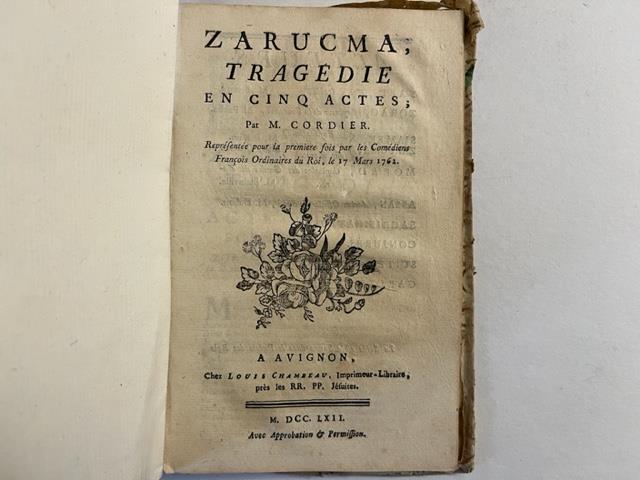 ZARUCMA;
TRAGÉDIE
EN CINQ ACTES;
Par M. CORDIER.
Repréſentée pour la premiere fois par les Comédiens
François Ordinaires du Roi, le 17 Mars 1762.
A AVIGNON,
Chez LOUIS CHAMBEAU, Imprimeur-Libraire,
près les RR. PP. Jéſuites.
M. DCC. LXII.
Avec Approbation & Permiſſion.